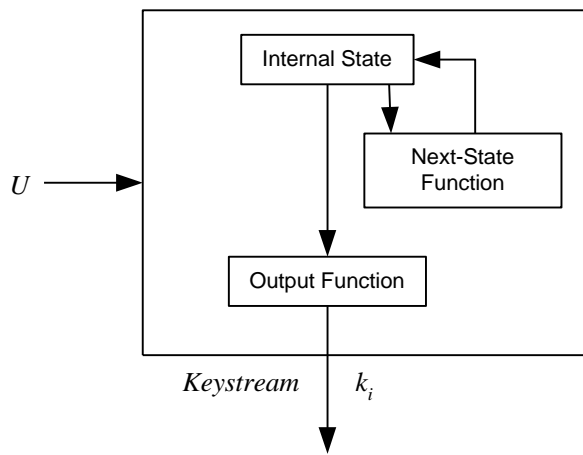 Internal State
Next-State
Function
U
Output Function
Keystream k_i